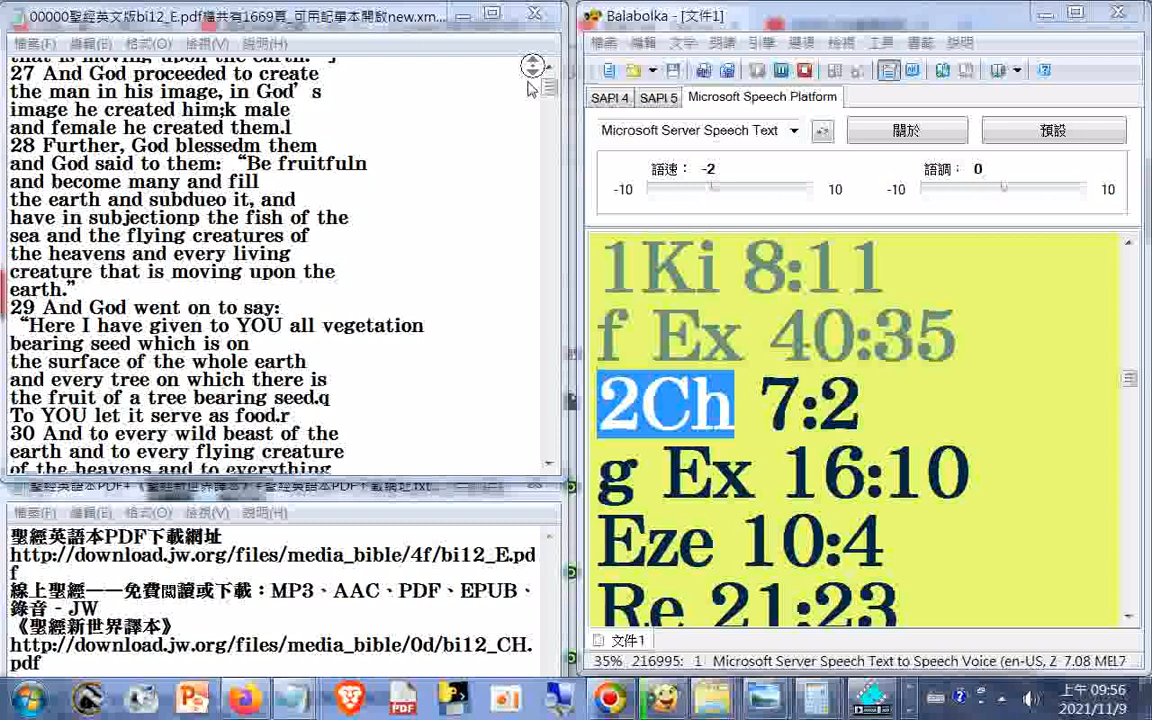 00000聖經英文版bi12_E.pdf檔共有1669頁_可用記事本開啟new.xm...
檔案(F) 編輯(E) 格式(O) 檢視(V) 說明(H)
that is moving upon the earth."
27 And God proceeded to create
the man in his image, in God’s
image he created him;k male
and female he created them.l
28 Further, God blessedm them
and God said to them: “Be fruitfuln
and become many and fill
the earth and subdueo it, and
have in subjectionp the fish of the
sea and the flying creatures of
the heavens and every living
creature that is moving upon the
earth.”
29 And God went on to say:
“Here I have given to YOU all vegetation
bearing seed which is on
the surface of the whole earth
and every tree on which there is
the fruit of a tree bearing seed.q
To YOU let it serve as food.r
30 And to every wild beast of the
earth and to every flying creature
of the heavens and to everything
檔案(F) 編輯(E) 格式(O) 檢視(V) 說明(H)
聖經英語本PDF下載網址
http://download.jw.org/files/media_bible/4f/bi12_E.pd
f
線上聖經——免費閱讀或下載：MP3、AAC、PDF、EPUB、
錄音 - JW
《聖經新世界譯本》
http://download.jw.org/files/media_bible/0d/bi12_CH.
pdf
Balabolka - [文件1]
檔案 編輯 文字 朗讀 引擎 選項 檢視 工具 書籤 說明
SAPI 4 SAPI 5 Microsoft Speech Platform
Microsoft Server Speech Text 關於 預設
語速： -2 語調： 0
-10 10 -10 10
1Ki 8:11
f Ex 40:35
2Ch 7:2
g Ex 16:10
Eze 10:4
Re 21:23
文件1
35% 216995: 1 Microsoft Server Speech Text to Speech Voice (en-US, Z 7.08 MEL7
上午 09:56
2021/11/9